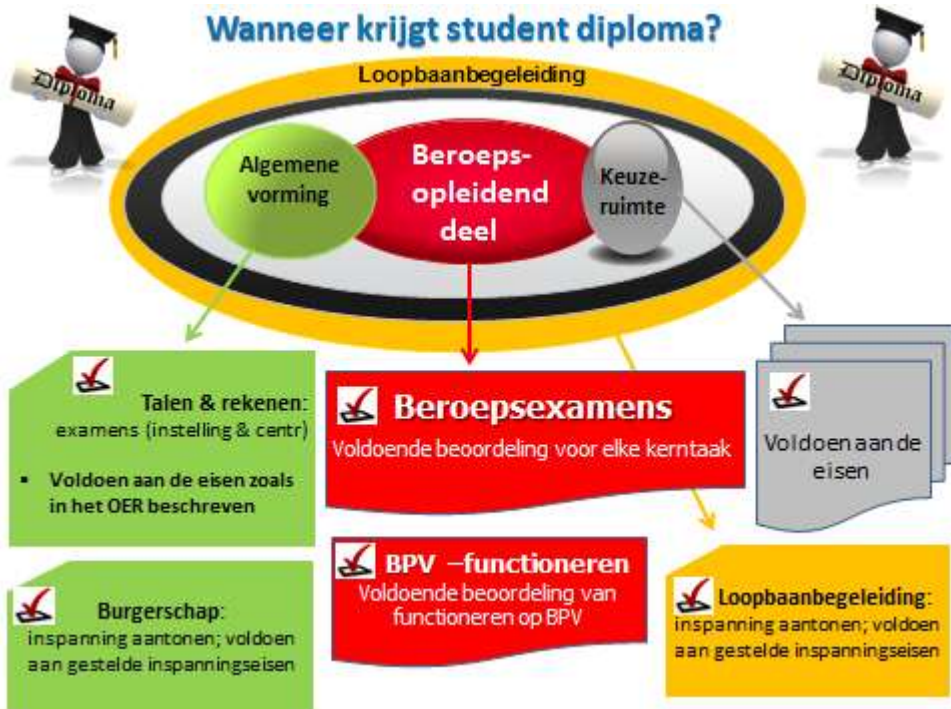 Wanneer krijgt student diploma?
Diploma
Diploma
Loopbaanbegeleiding
Algemene
vorming
Beroeps-
opleidend
deel
Keuze-
ruimte
Talen & rekenen:
examens (instelling & centr)
▪ Voldoen aan de eisen zoals
in het OER beschreven
Beroepsexamens
Voldoende beoordeling voor elke kerntaak
Voldoen aan de
eisen
Burgerschap:
inspanning aantonen; voldoen
aan gestelde inspanningseisen
BPV –functioneren
Voldoende beoordeling van
functioneren op BPV
Loopbaanbegeleiding:
inspanning aantonen; voldoen
aan gestelde inspanningseisen